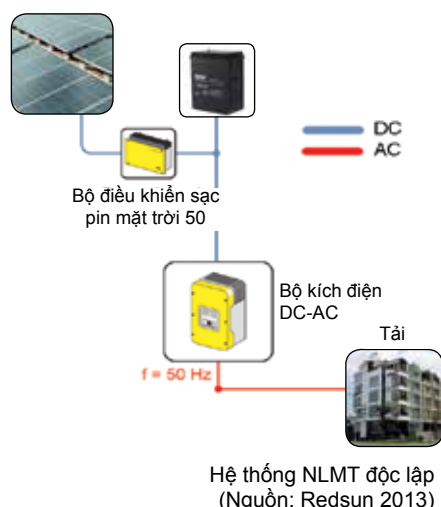 DC
AC
Bộ điều khiển sạc
pin mặt trời 50
Bộ kích điện
DC-AC
Tải
f = 50 Hz
Hệ thống NLMT độc lập
(Nguồn: Redsun 2013)